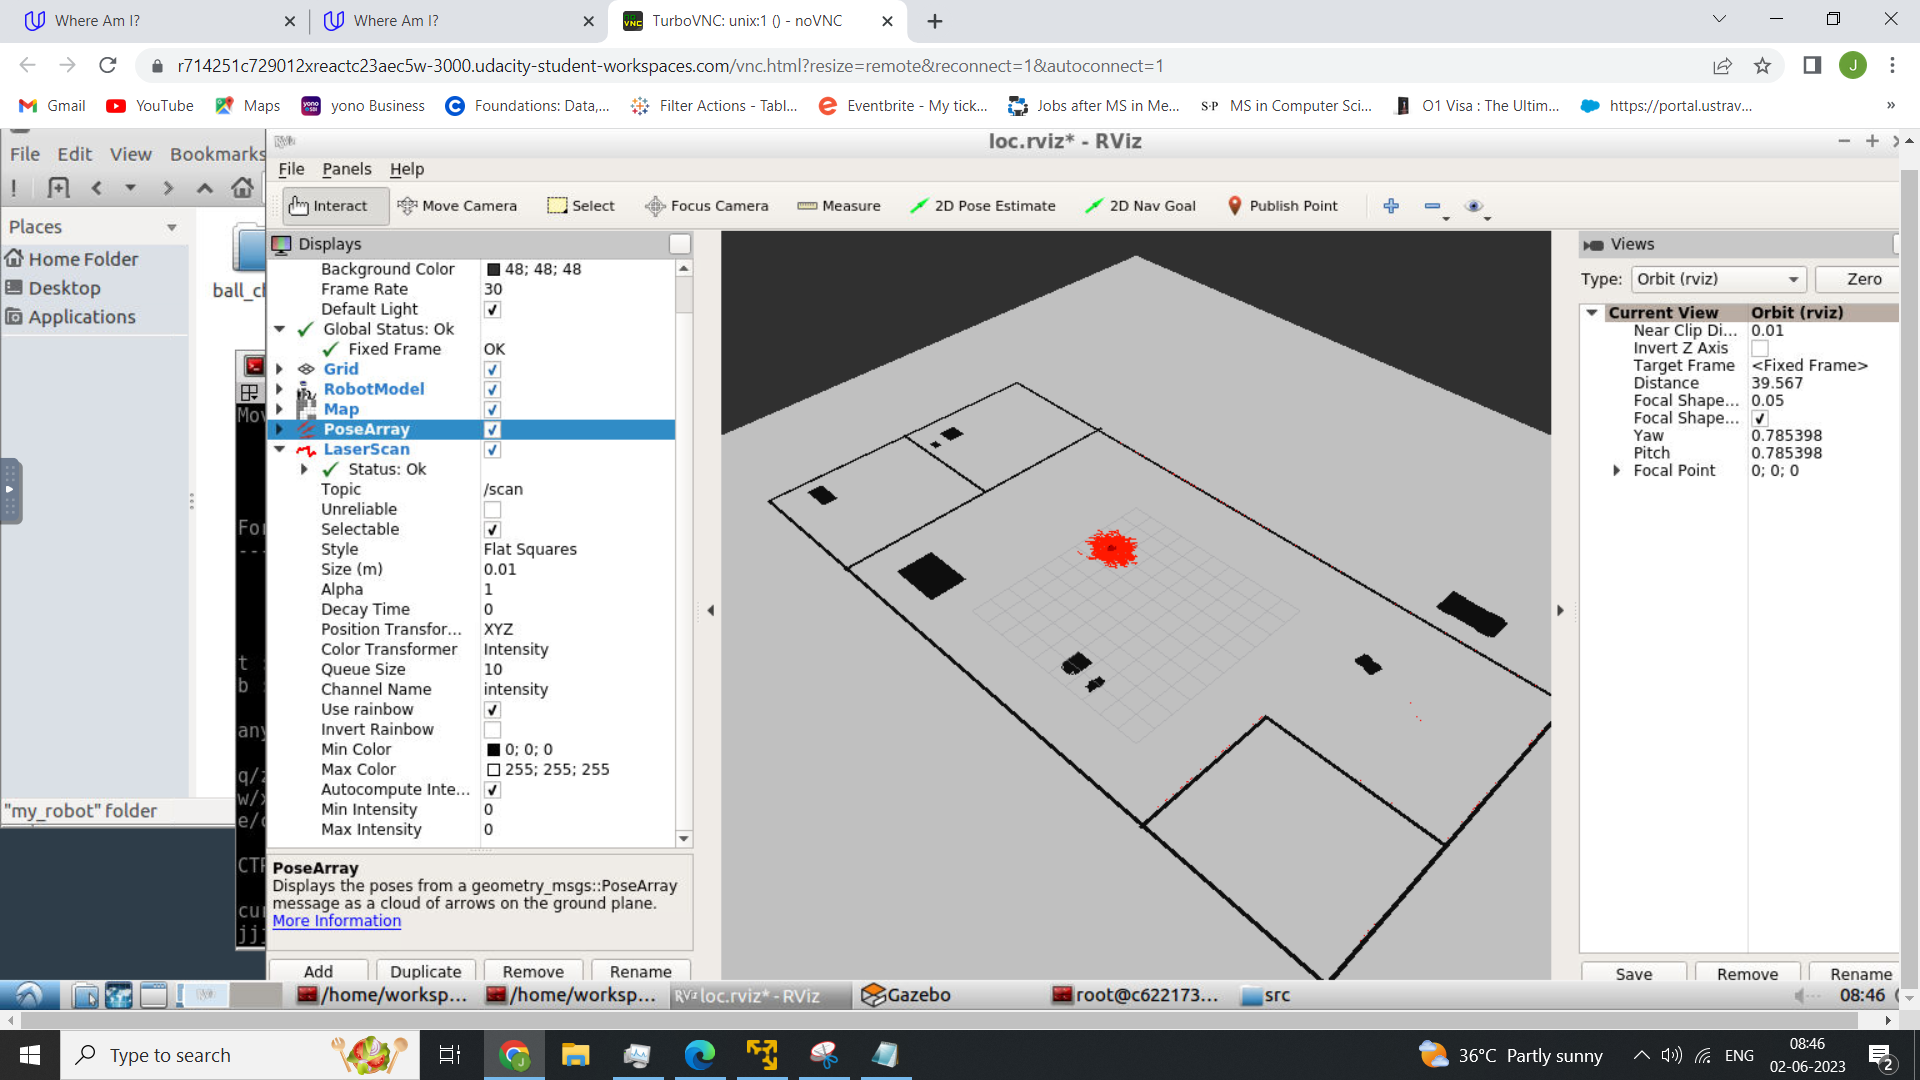 Where Am I?
Where Am I?
TurboVNC: unix:1 () - noVNC
r714251c729012xreactc23aec5w-3000.udacity-student-workspaces.com/vnc.html?resize=remote&reconnect=1&autoconnect=1
J
Gmail
YouTube
Maps
yono Business
Foundations: Data,...
Filter Actions - Tabl...
Eventbrite - My tick...
Jobs after MS in Me...
S·P MS in Computer Sci...
O1 Visa : The Ultim...
https://portal.ustrav...
»
File Edit View Bookmarks
Places
Home Folder
Desktop
Applications
ball_ch
"my_robot" folder
Mov
For
---
t :
b :
any
q/z
w/x
e/c
CTR
cur
jjj
loc.rviz* - RViz
File Panels Help
Interact
Move Camera
Select
Focus Camera
Measure
2D Pose Estimate
2D Nav Goal
Publish Point
Displays
Background Color 48; 48; 48
Frame Rate 30
Default Light
Global Status: Ok
Fixed Frame OK
Grid
RobotModel
Map
PoseArray
LaserScan
Status: Ok
Topic /scan
Unreliable
Selectable
Style Flat Squares
Size (m) 0.01
Alpha 1
Decay Time 0
Position Transfor... XYZ
Color Transformer Intensity
Queue Size 10
Channel Name intensity
Use rainbow
Invert Rainbow
Min Color 0; 0; 0
Max Color 255; 255; 255
Autocompute Inte...
Min Intensity 0
Max Intensity 0
PoseArray
Displays the poses from a geometry_msgs::PoseArray
message as a cloud of arrows on the ground plane.
More Information
Add Duplicate Remove Rename
Views
Type: Orbit (rviz) Zero
Current View Orbit (rviz)
Near Clip Di... 0.01
Invert Z Axis
Target Frame <Fixed Frame>
Distance 39.567
Focal Shape... 0.05
Focal Shape...
Yaw 0.785398
Pitch 0.785398
Focal Point 0; 0; 0
Save Remove Rename
/home/worksp...
/home/worksp...
RViz loc.rviz* - RViz
Gazebo
root@c622173...
src
08:46
Type to search
36°C Partly sunny
ENG
08:46
02-06-2023
2